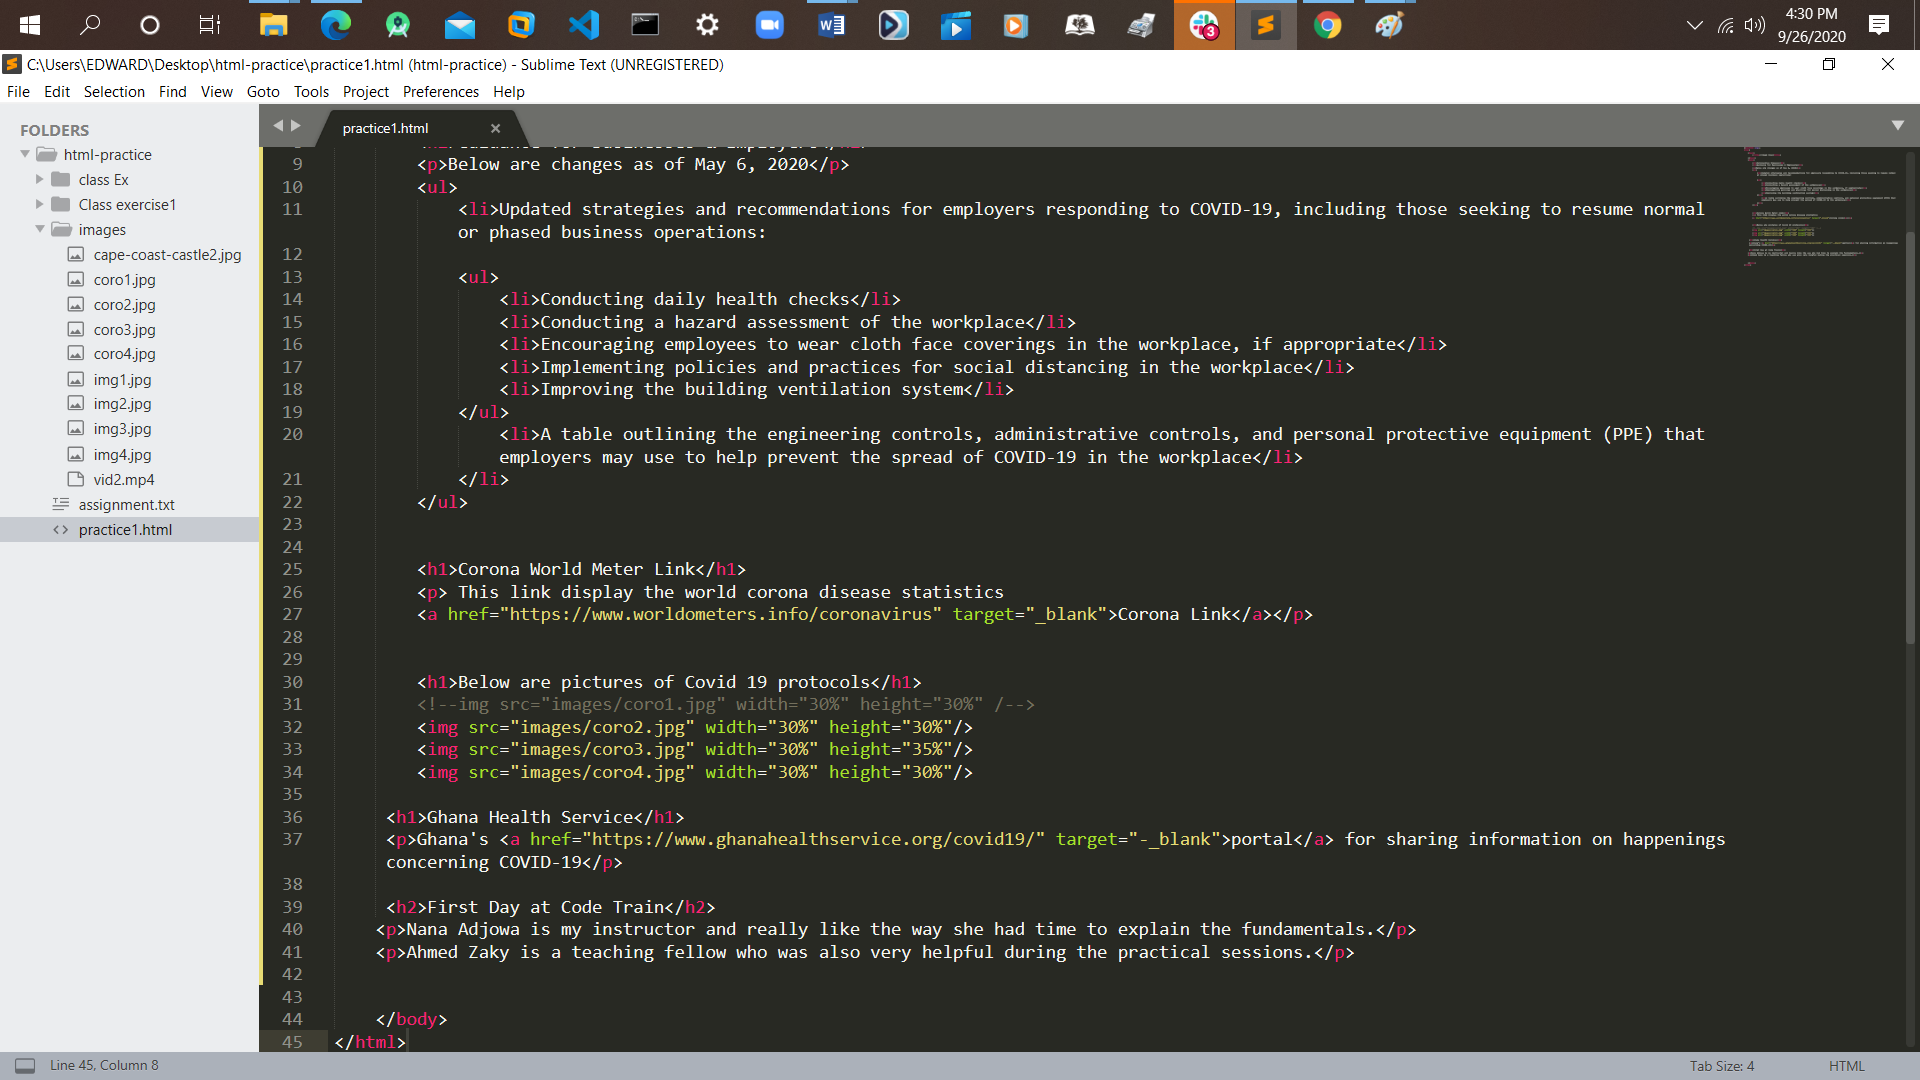 4:30 PM
9/26/2020
3
C:\Users\EDWARD\Desktop\html-practice\practice1.html (html-practice) - Sublime Text (UNREGISTERED)
File Edit Selection Find View Goto Tools Project Preferences Help
FOLDERS
html-practice
class Ex
Class exercise1
images
cape-coast-castle2.jpg
coro1.jpg
coro2.jpg
coro3.jpg
coro4.jpg
img1.jpg
img2.jpg
img3.jpg
img4.jpg
vid2.mp4
assignment.txt
practice1.html
practice1.html
9 <p>Below are changes as of May 6, 2020</p>
10 <ul>
11 <li>Updated strategies and recommendations for employers responding to COVID-19, including those seeking to resume normal
or phased business operations:
12
13 <ul>
14 <li>Conducting daily health checks</li>
15 <li>Conducting a hazard assessment of the workplace</li>
16 <li>Encouraging employees to wear cloth face coverings in the workplace, if appropriate</li>
17 <li>Implementing policies and practices for social distancing in the workplace</li>
18 <li>Improving the building ventilation system</li>
19 </ul>
20 <li>A table outlining the engineering controls, administrative controls, and personal protective equipment (PPE) that
employers may use to help prevent the spread of COVID-19 in the workplace</li>
21 </li>
22 </ul>
23
24
25 <h1>Corona World Meter Link</h1>
26 <p> This link display the world corona disease statistics
27 <a href="https://www.worldometers.info/coronavirus" target="_blank">Corona Link</a></p>
28
29
30 <h1>Below are pictures of Covid 19 protocols</h1>
31 <!--img src="images/coro1.jpg" width="30%" height="30%" /-->
32 <img src="images/coro2.jpg" width="30%" height="30%"/>
33 <img src="images/coro3.jpg" width="30%" height="35%"/>
34 <img src="images/coro4.jpg" width="30%" height="30%"/>
35
36 <h1>Ghana Health Service</h1>
37 <p>Ghana's <a href="https://www.ghanahealthservice.org/covid19/" target="-_blank">portal</a> for sharing information on happenings
concerning COVID-19</p>
38
39 <h2>First Day at Code Train</h2>
40 <p>Nana Adjowa is my instructor and really like the way she had time to explain the fundamentals.</p>
41 <p>Ahmed Zaky is a teaching fellow who was also very helpful during the practical sessions.</p>
42
43
44 </body>
45 </html>
Line 45, Column 8
Tab Size: 4
HTML